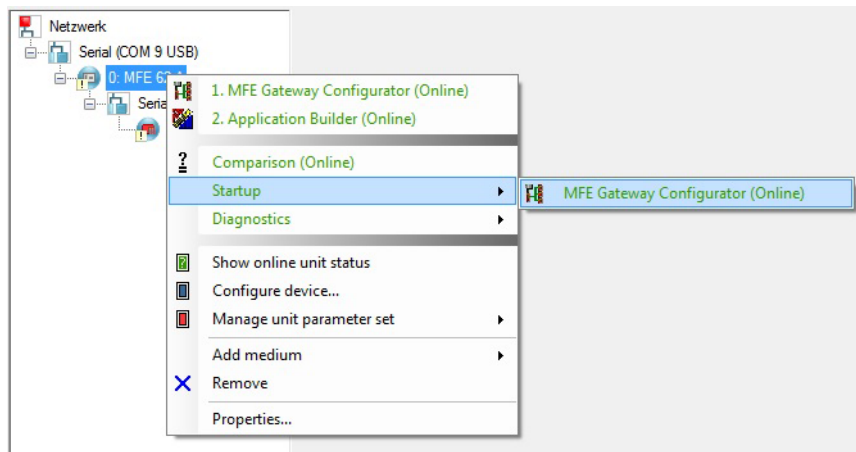 Netzwerk
Serial (COM 9 USB)
0: MFE 62
Seria
1. MFE Gateway Configurator (Online)
2. Application Builder (Online)
Comparison (Online)
Startup
MFE Gateway Configurator (Online)
Diagnostics
Show online unit status
Configure device...
Manage unit parameter set
Add medium
Remove
Properties...